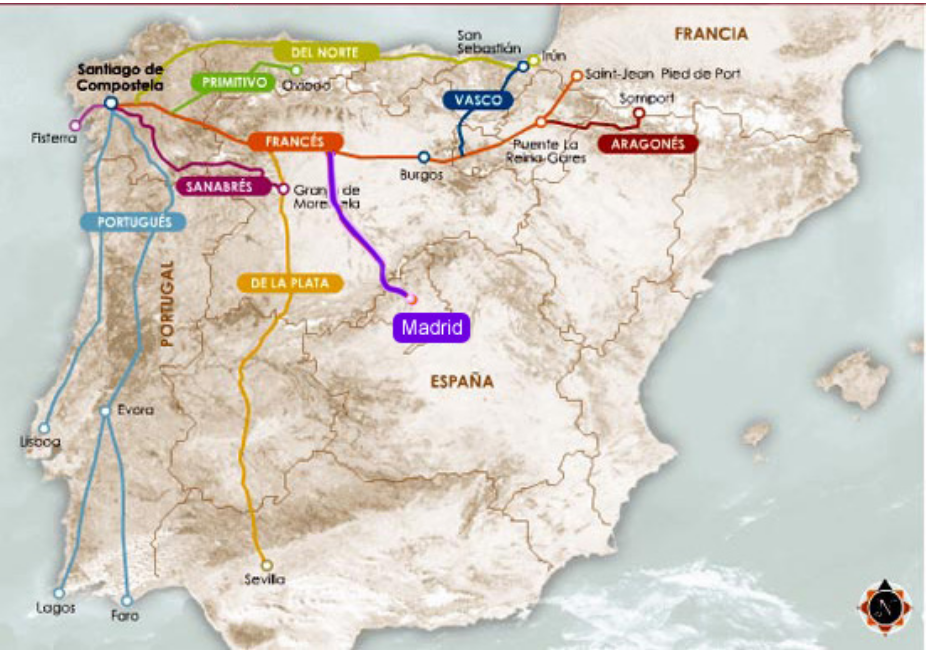 FRANCIA
San
Sebastián
Irún
DEL NORTE
Santiago de
Compostela
PRIMITIVO
Oviedo
Saint-Jean Pied de Port
VASCO
Somport
Fisterra
FRANCÉS
Puente La
Reina-Gares
ARAGONÉS
Burgos
SANABRÉS
Granja de
Moreruela
PORTUGUÉS
DE LA PLATA
PORTUGAL
Madrid
ESPAÑA
Evora
Lisboa
Sevilla
Lagos
Faro
N